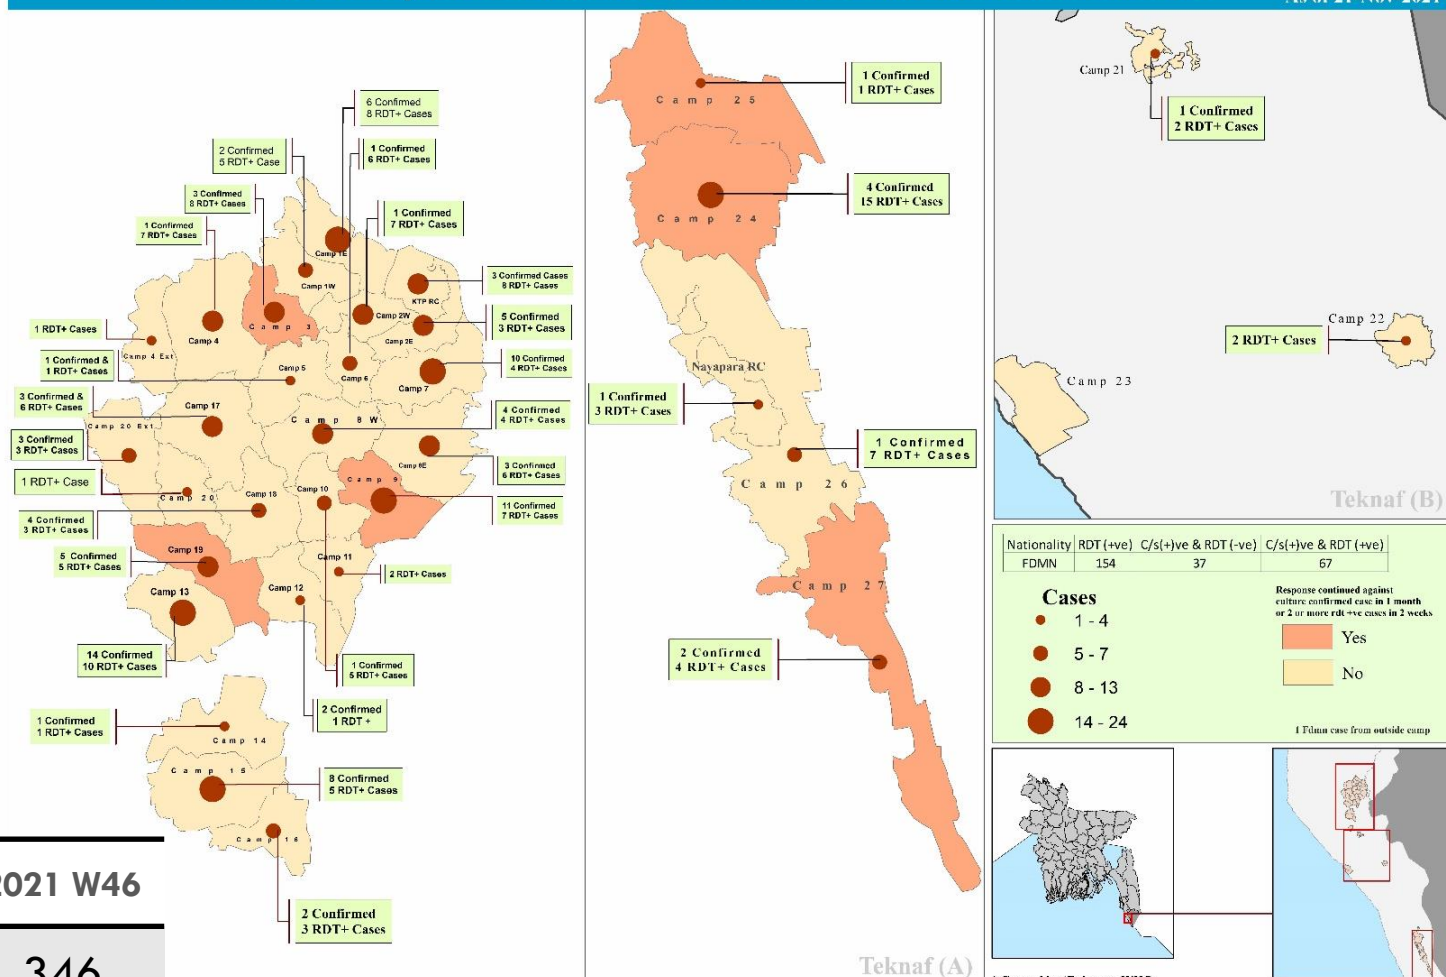 As of 21 Nov 2021
6 Confirmed
8 RDT+ Cases
2 Confirmed
5 RDT+ Case
1 Confirmed
6 RDT+ Cases
3 Confirmed
8 RDT+ Cases
1 Confirmed
7 RDT+ Cases
1 Confirmed
7 RDT+ Cases
3 Confirmed Cases
8 RDT+ Cases
5 Confirmed
3 RDT+ Cases
1 RDT+ Cases
1 Confirmed &
1 RDT+ Cases
10 Confirmed
4 RDT+ Cases
3 Confirmed &
6 RDT+ Cases
4 Confirmed
4 RDT+ Cases
3 Confirmed
3 RDT+ Cases
3 Confirmed
6 RDT+ Cases
1 RDT+ Case
11 Confirmed
7 RDT+ Cases
4 Confirmed
3 RDT+ Cases
5 Confirmed
5 RDT+ Cases
2 RDT+ Cases
14 Confirmed
10 RDT+ Cases
1 Confirmed
5 RDT+ Cases
2 Confirmed
1 RDT +
1 Confirmed
1 RDT+ Cases
8 Confirmed
5 RDT+ Cases
2 Confirmed
3 RDT+ Cases
Camp 1E
Camp 1W
KTP RC
Camp 2W
Camp 3
Camp 4
Camp 2E
Camp 4 Ext
Camp 5
Camp 6
Camp 7
Camp 17
Camp 8 W
Camp 20 Ext
Camp 8E
Camp 9
Camp 20
Camp 18
Camp 10
Camp 19
Camp 11
Camp 12
Camp 13
Camp 14
Camp 15
Camp 16
2021 W46
346
1 Confirmed
1 RDT+ Cases
Camp 25
4 Confirmed
15 RDT+ Cases
Camp 24
Nayapara RC
1 Confirmed
3 RDT+ Cases
1 Confirmed
7 RDT+ Cases
Camp 26
Camp 27
2 Confirmed
4 RDT+ Cases
Teknaf (A)
Camp 21
1 Confirmed
2 RDT+ Cases
Camp 22
2 RDT+ Cases
Camp 23
Teknaf (B)
Nationality RDT (+ve) C/s(+)ve & RDT (-ve) C/s(+)ve & RDT (+ve)
FDMN 154 37 67
Cases
1 - 4
5 - 7
8 - 13
14 - 24
Response continued against
culture confirmed case in 1 month
or 2 or more rdt +ve cases in 2 weeks
Yes
No
1 Fdmn case from outside camp